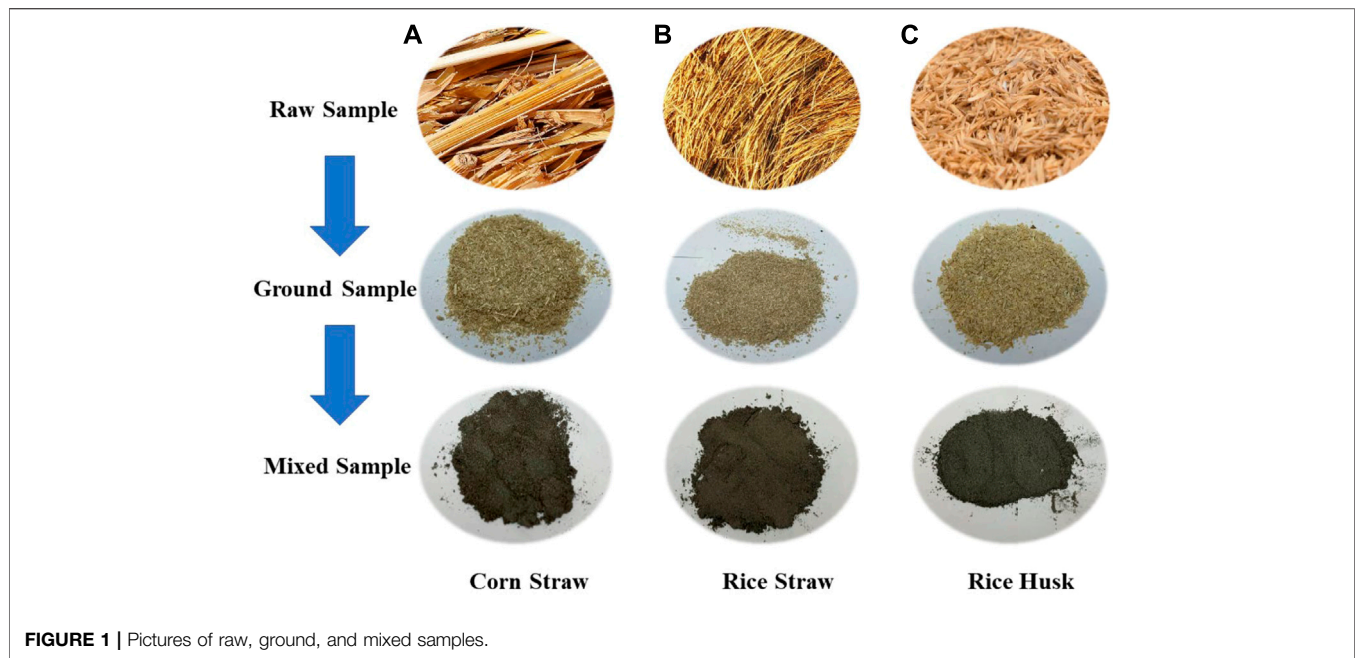 A B C
Raw Sample
Ground Sample
Mixed Sample
Corn Straw Rice Straw Rice Husk
FIGURE 1 | Pictures of raw, ground, and mixed samples.